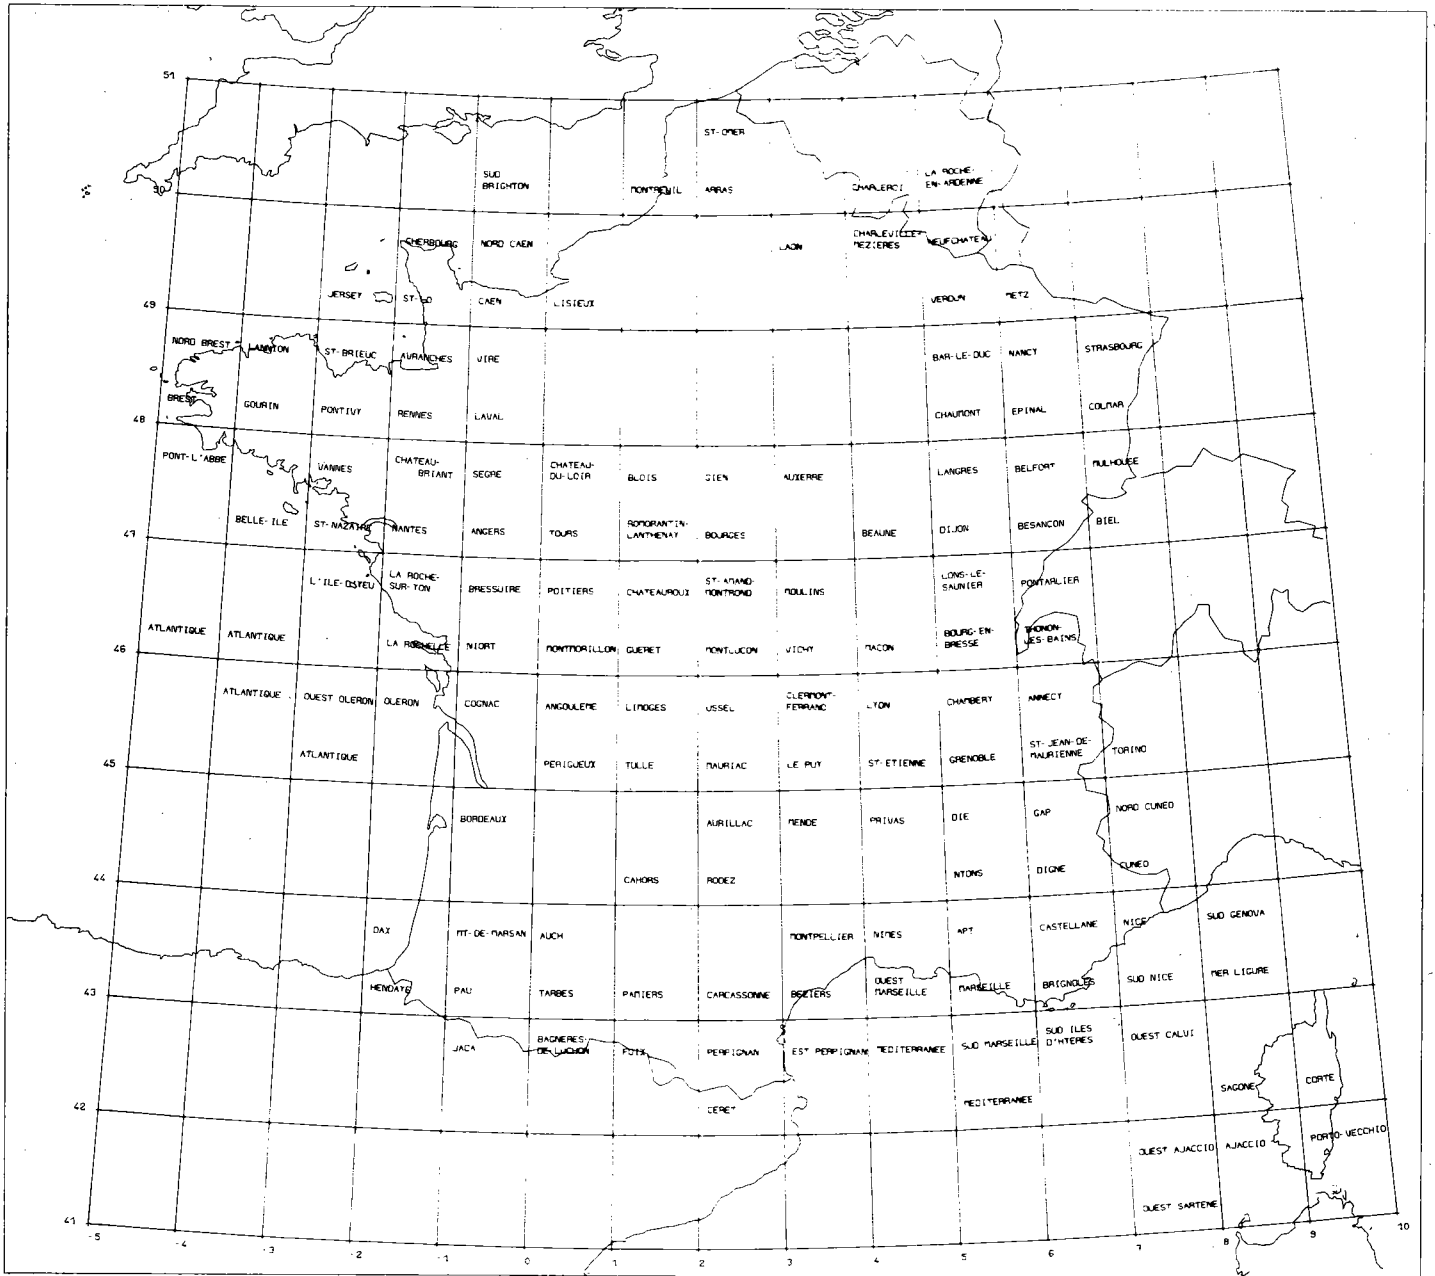 51
ST-OMER
SUD
BRIGHTON
MONTREUIL
ARRAS
CHARLEROI
LA ROCHE-
EN-ARDENNE
50
CHERBOURG
NORD CAEN
LAON
CHARLEVILLE-
MEZIERES
NEUFCHATEAU
JERSEY
ST-LO
CAEN
LISIEUX
VERDUN
METZ
49
NORD BREST
LANNION
ST-BRIEUC
AVRANCHES
VIRE
BAR-LE-DUC
NANCY
STRASBOURG
BREST
GOURIN
PONTIVY
RENNES
LAVAL
CHAUMONT
EPINAL
COLMAR
48
PONT-L'ABBE
VANNES
CHATEAU-
BRIANT
SEGRE
CHATEAU-
DU-LOIR
BLOIS
GIEN
AUXERRE
LANGRES
BELFORT
MULHOUSE
BELLE-ILE
ST-NAZAIRE
NANTES
ANGERS
TOURS
ROMORANTIN-
LANTHENAY
BOURGES
BEAUNE
DIJON
BESANCON
BIEL
47
L'ILE-D'YEU
LA ROCHE-
SUR-YON
BRESSUIRE
POITIERS
CHATEAUROUX
ST-AMAND-
MONTROND
MOULINS
LONS-LE-
SAUNIER
PONTARLIER
ATLANTIQUE
ATLANTIQUE
LA ROCHELLE
NIORT
MONTMORILLON
GUERET
MONTLUCON
VICHY
MACON
BOURG-EN-
BRESSE
THONON-
LES-BAINS
46
ATLANTIQUE
OUEST OLERON
OLERON
COGNAC
ANGOULEME
LIMOGES
USSEL
CLERMONT-
FERRAND
LYON
CHAMBERY
ANNECY
ATLANTIQUE
PERIGUEUX
TULLE
MAURIAC
LE PUY
ST-ETIENNE
GRENOBLE
ST-JEAN-DE-
MAURIENNE
TORINO
45
BORDEAUX
AURILLAC
MENDE
PRIVAS
DIE
GAP
NORD CUNEO
CAHORS
RODEZ
NYONS
DIGNE
CUNEO
44
DAX
MT-DE-MARSAN
AUCH
MONTPELLIER
NIMES
APT
CASTELLANE
NICE
SUD GENOVA
HENDAYE
PAU
TARBES
PAMIERS
CARCASSONNE
BEZIERS
OUEST
MARSEILLE
MARSEILLE
BRIGNOLES
SUD NICE
MER LIGURE
43
JACA
BAGNERES-
DE-LUCHON
FOIX
PERPIGNAN
EST PERPIGNAN
MEDITERRANEE
SUD MARSEILLE
SUD ILES
D'HYERES
OUEST CALVI
CERET
MEDITERRANEE
SAGONE
CORTE
42
OUEST AJACCIO
AJACCIO
PORTO-VECCHIO
OUEST SARTENE
41
-5
-4
-3
-2
-1
0
1
2
3
4
5
6
7
8
9
10